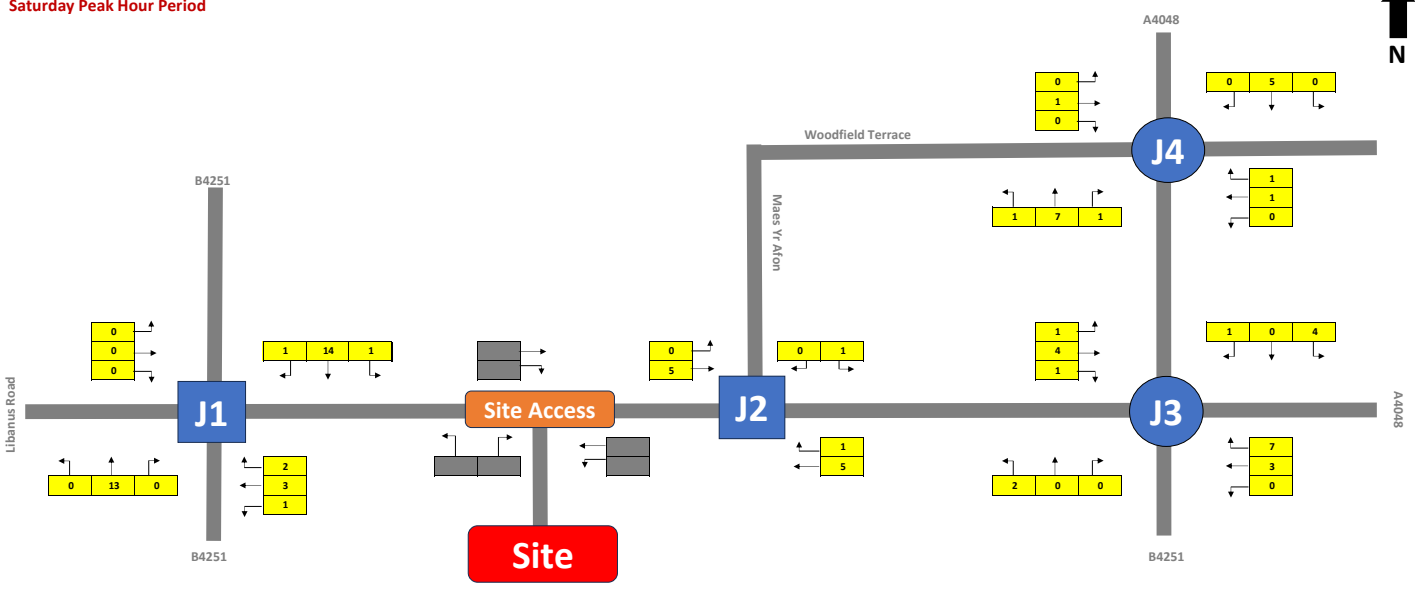 Saturday Peak Hour Period
N
A4048
0
1
0
0 5 0
Woodfield Terrace
J4
B4251
Maes Yr Afon
1
1
0
1 7 1
0
0
0
1 14 1
0
5
0 1
1
4
1
1 0 4
Libanus Road
J1
Site Access
J2
J3
A4048
0 13 0
2
3
1
1
5
2 0 0
7
3
0
Site
B4251
B4251